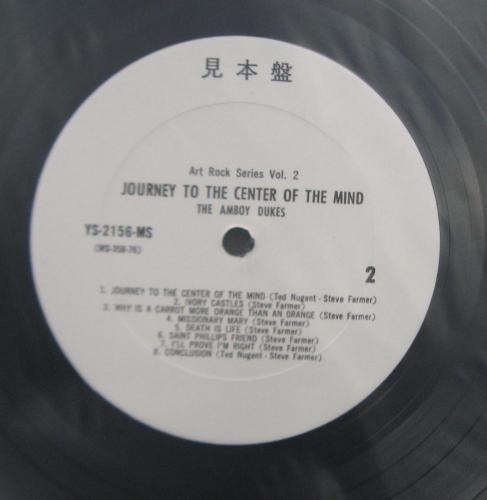 見本盤
Art Rock Series Vol. 2
JOURNEY TO THE CENTER OF THE MIND
THE AMBOY DUKES
YS-2156-MS
(MS-358-76)
2
1. JOURNEY TO THE CENTER OF THE MIND (Ted Nugent - Steve Farmer)
2. IVORY CASTLES (Steve Farmer)
3. WHY IS A CARROT MORE ORANGE THAN AN ORANGE (Steve Farmer)
4. MISSIONARY MARY (Steve Farmer)
5. DEATH IS LIFE (Steve Farmer)
6. SAINT PHILLIPS FRIEND (Steve Farmer)
7. I'LL PROVE I'M RIGHT (Steve Farmer)
8. CONCLUSION (Ted Nugent - Steve Farmer)